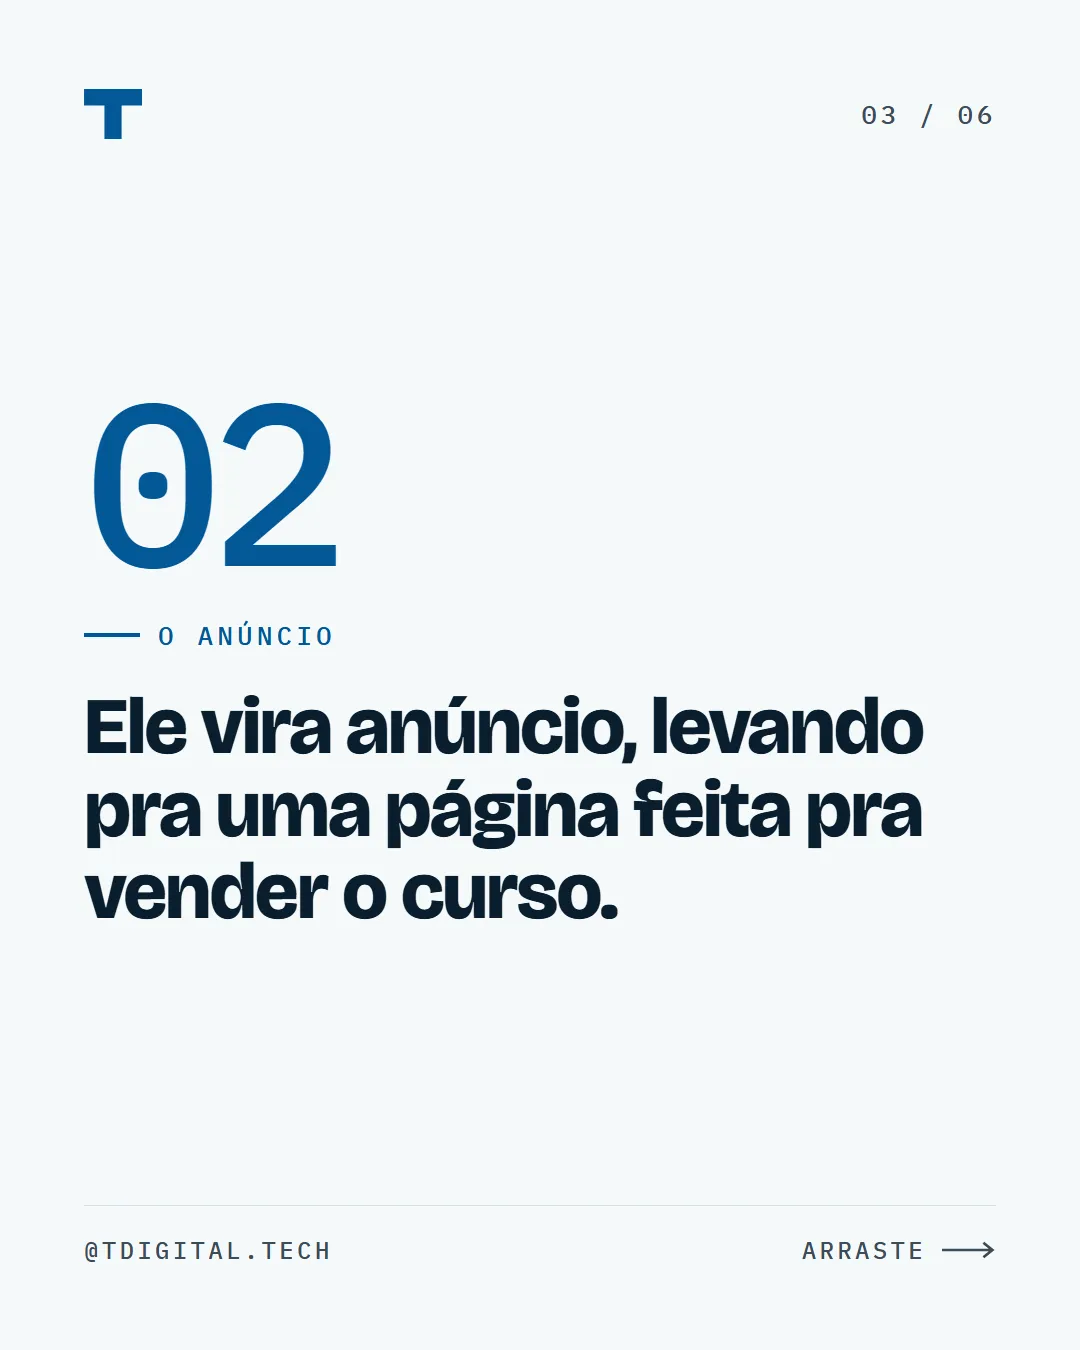 T
03 / 06
02
O ANÚNCIO
Ele vira anúncio, levando
pra uma página feita pra
vender o curso.
@TDIGITAL.TECH
ARRASTE